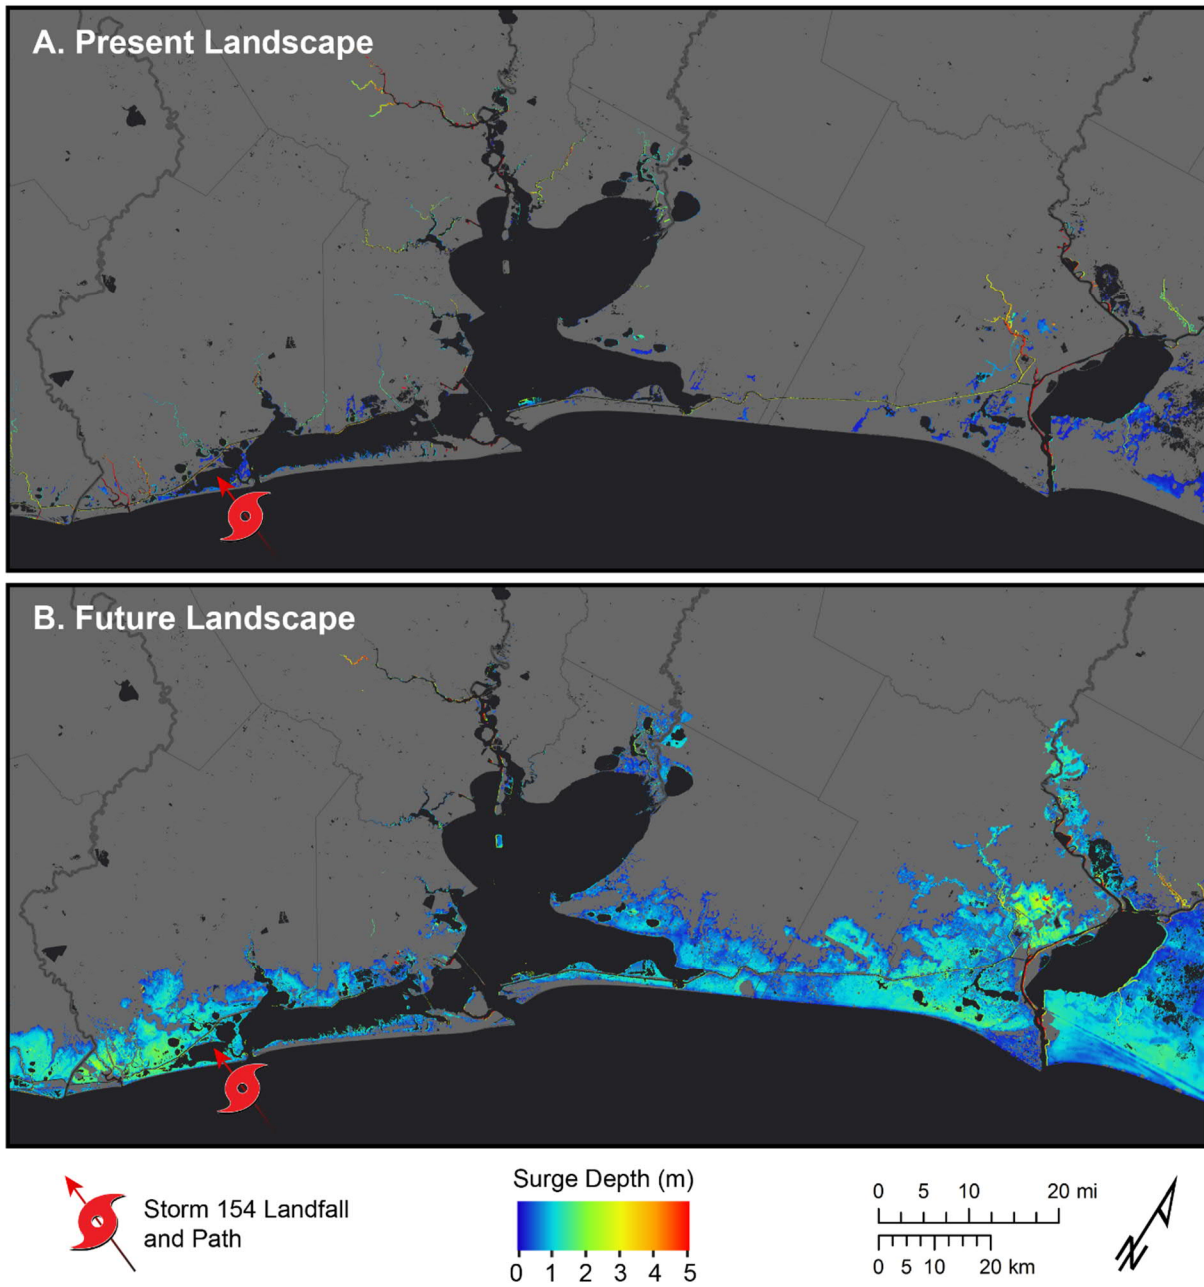 A. Present Landscape
B. Future Landscape
Storm 154 Landfall
and Path
Surge Depth (m)
0 1 2 3 4 5
0 5 10 20 mi
0 5 10 20 km
N